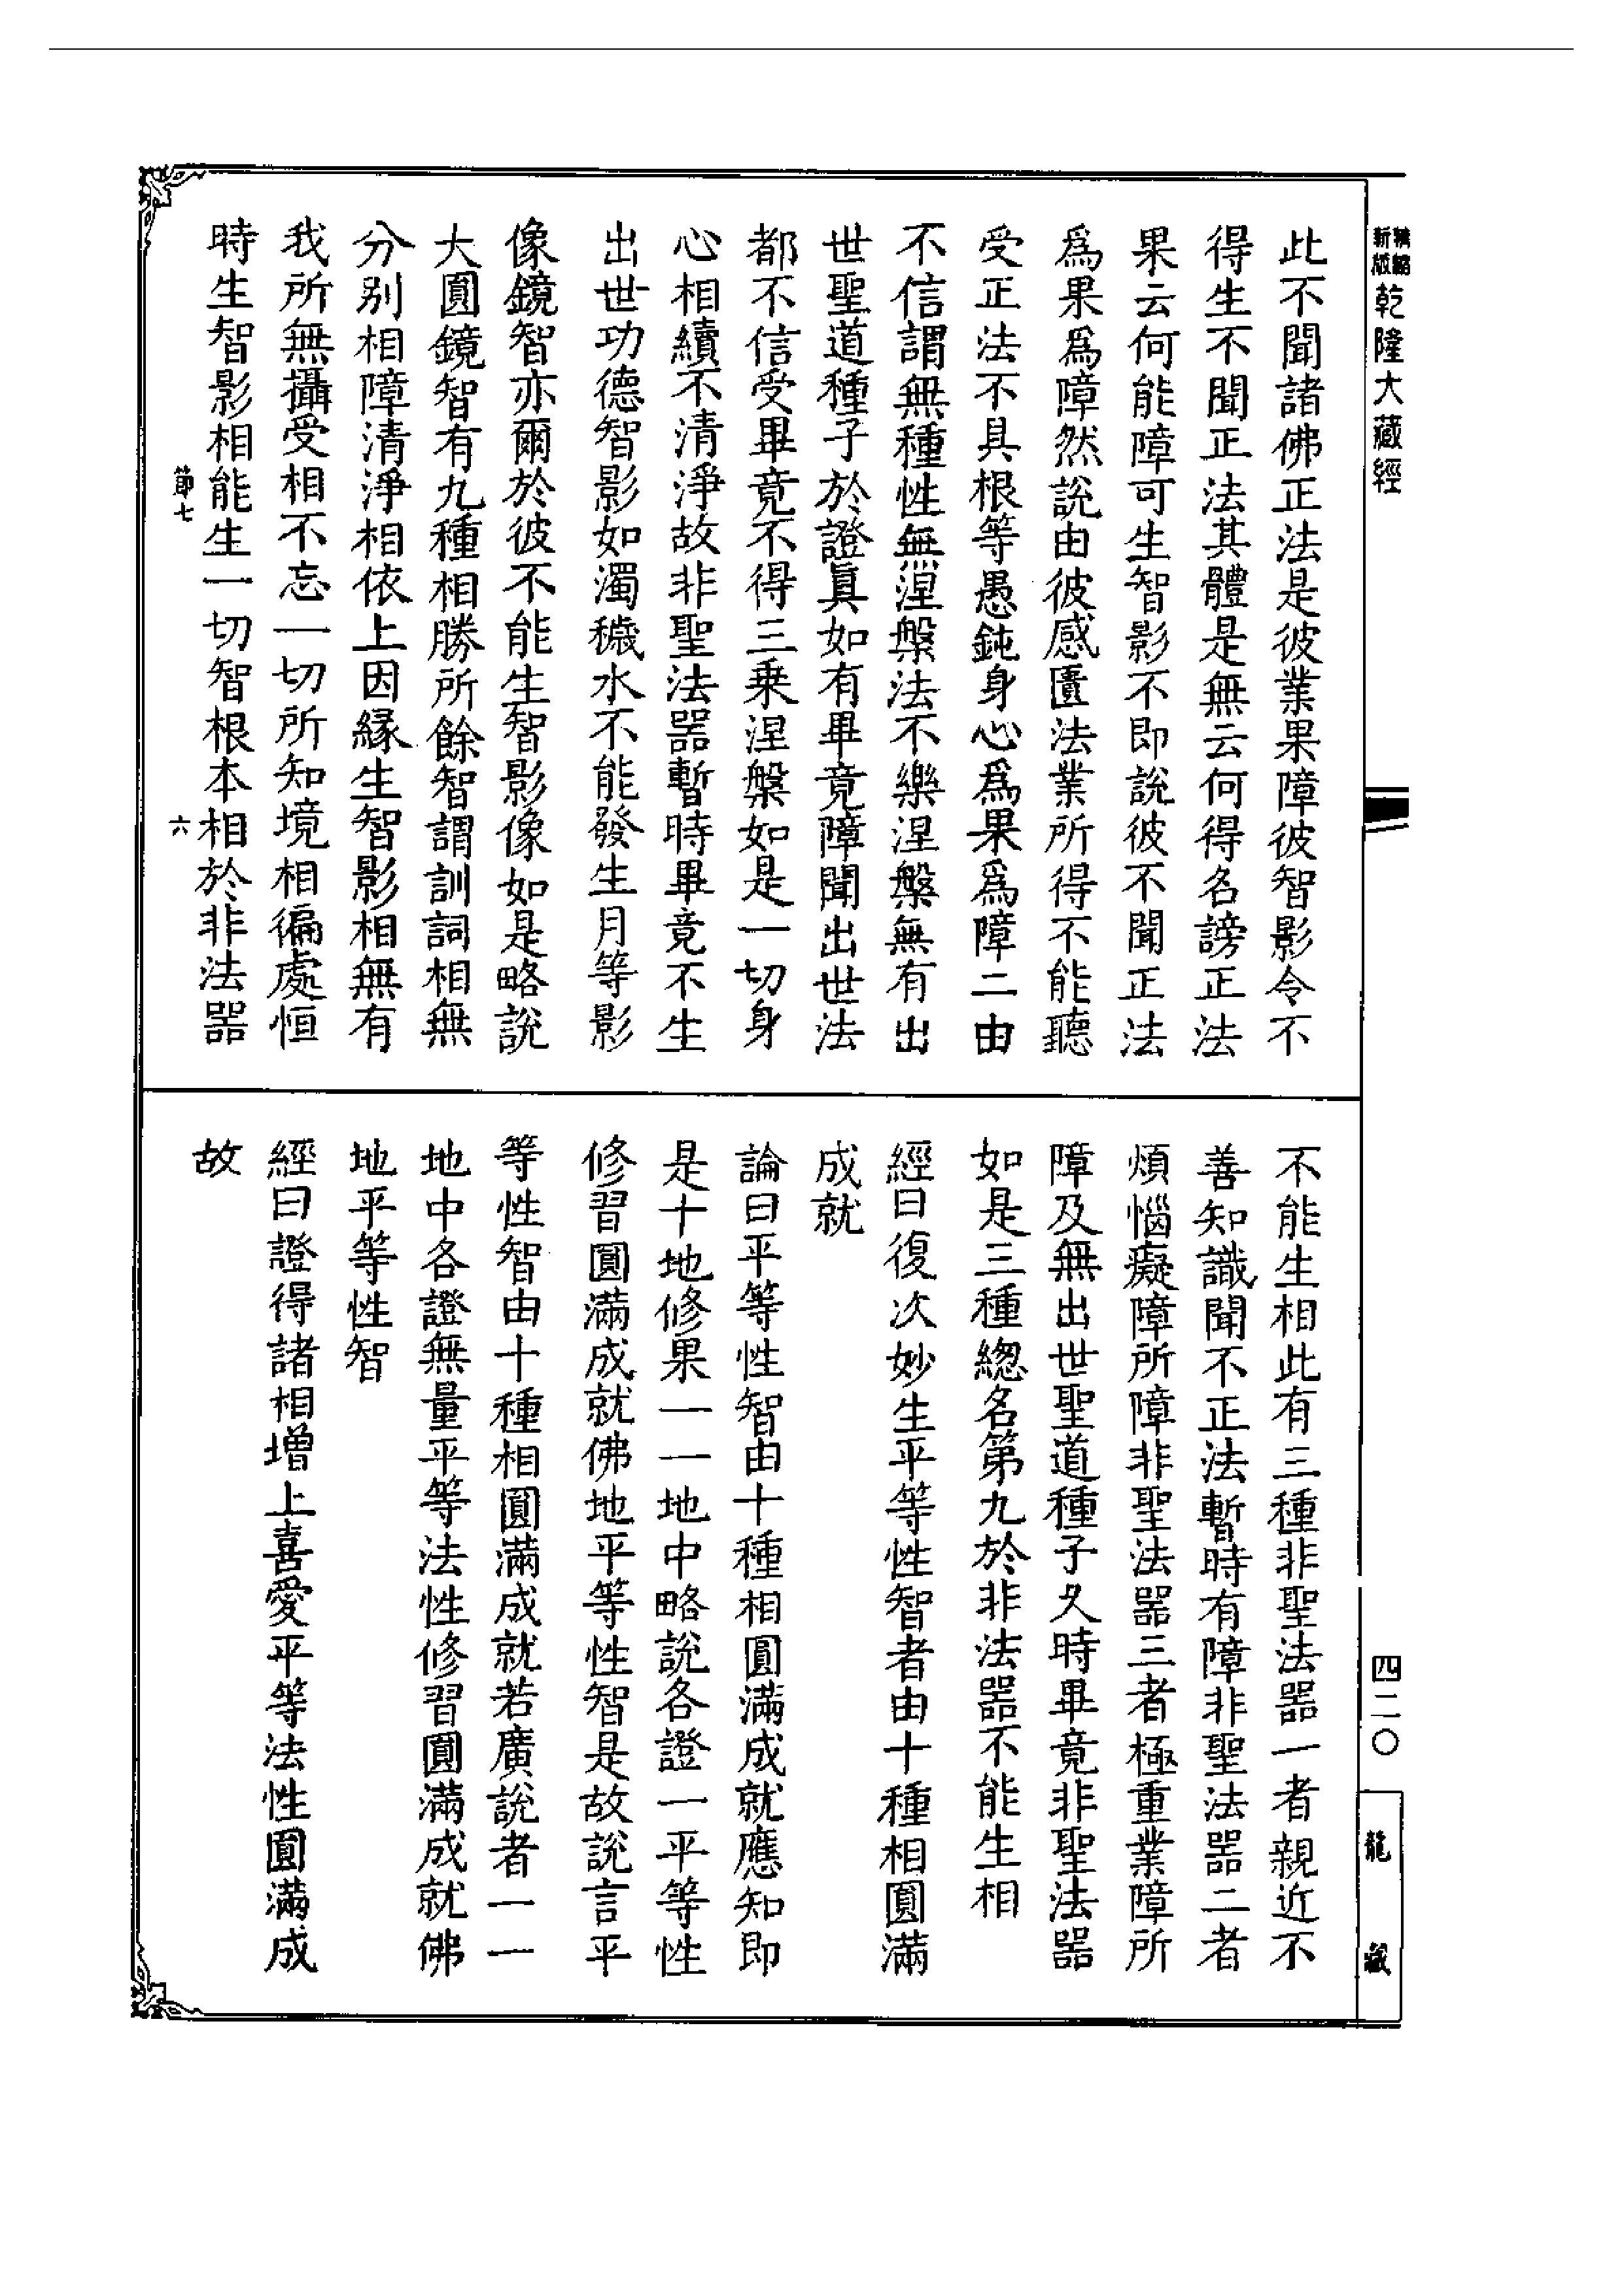 新版
乾隆大藏經
四二〇
龍藏
此不聞諸佛正法是彼業果障彼智影令不
得生不聞正法其體是無云何得名謗正法
果云何能障可生智影不即說彼不聞正法
爲果爲障然說由彼感匱法業所得不能聽
受正法不具根等愚鈍身心爲果爲障二由
不信謂無種性無涅槃法不樂涅槃無有出
世聖道種子於證眞如有畢竟障聞出世法
都不信受畢竟不得三乗涅槃如是一切身
心相續不清淨故非聖法器暫時畢竟不生
出世功德智影如濁穢水不能發生月等影
像鏡智亦爾於彼不能生智影像如是略說
大圓鏡智有九種相勝所餘智謂訓詞相無
分別相障清淨相依上因緣生智影相無有
我所無攝受相不忘一切所知境相徧處恒
時生智影相能生一切智根本相於非法器
節七
六
不能生相此有三種非聖法器一者親近不
善知識聞不正法暫時有障非聖法器二者
煩惱癡障所障非聖法器三者極重業障所
障及無出世聖道種子久時畢竟非聖法器
如是三種總名第九於非法器不能生相
經曰復次妙生平等性智者由十種相圓滿
成就
論曰平等性智由十種相圓滿成就應知即
是十地修果一一地中略說各證一平等性
修習圓滿成就佛地平等性智是故說言平
等性智由十種相圓滿成就若廣說者一一
地中各證無量平等法性修習圓滿成就佛
地平等性智
經曰證得諸相增上喜愛平等法性圓滿成
故